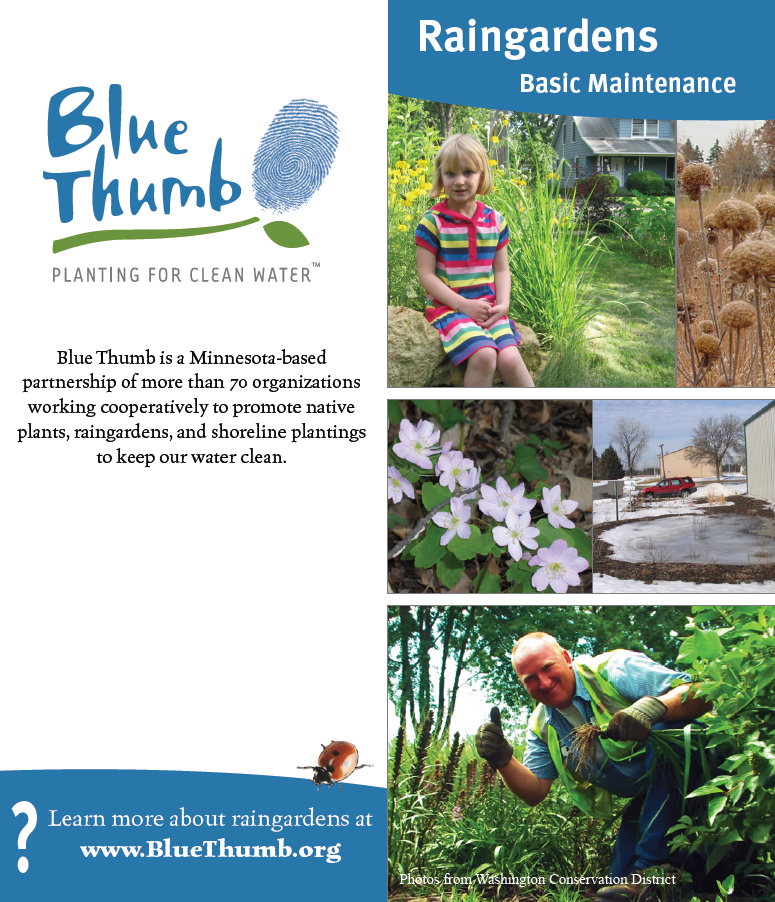 Blue
Thumb
PLANTING FOR CLEAN WATER™
Blue Thumb is a Minnesota-based
partnership of more than 70 organizations
working cooperatively to promote native
plants, raingardens, and shoreline plantings
to keep our water clean.
?
Learn more about raingardens at
www.BlueThumb.org
Raingardens
Basic Maintenance
Photos from Washington Conservation District